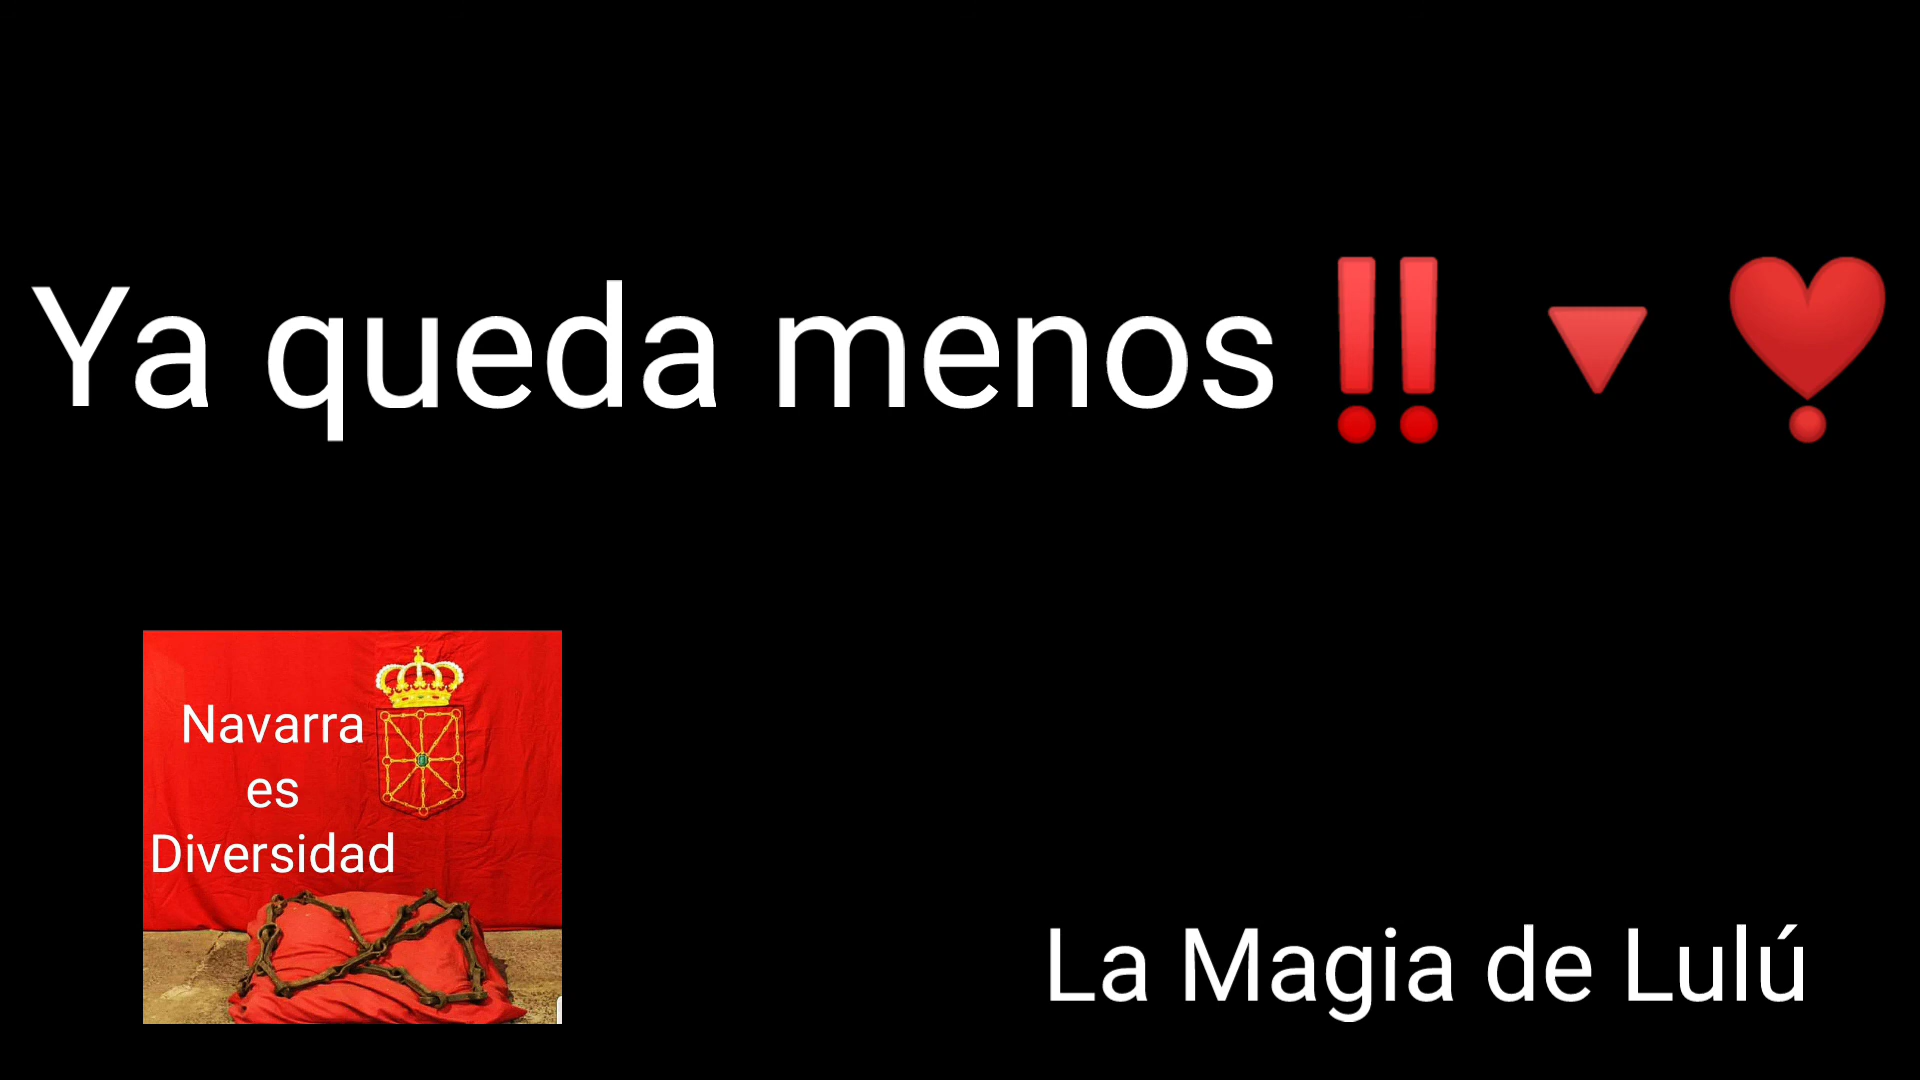 Ya queda menos‼️🔻❣️
Navarra
es
Diversidad
La Magia de Lulú